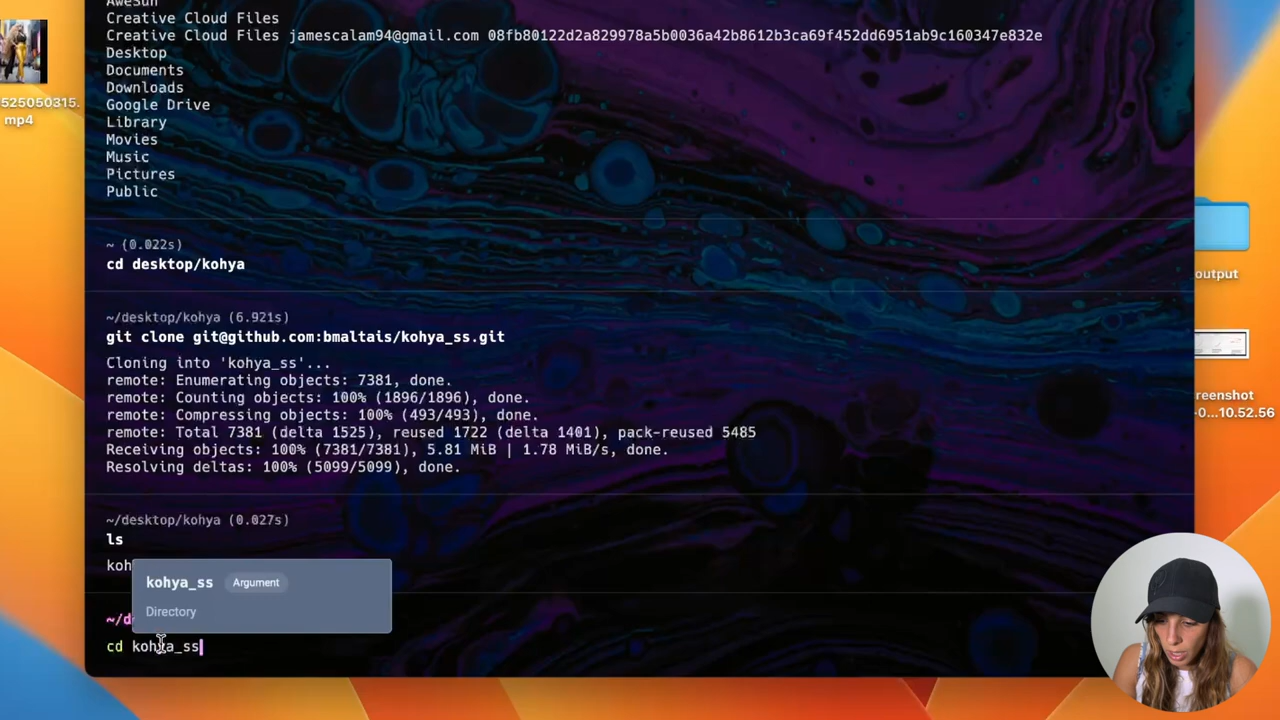 AweSun
Creative Cloud Files
Creative Cloud Files jamescalam94@gmail.com 08fb80122d2a829978a5b0036a42b8612b3ca69f452dd6951ab9c160347e832e
Desktop
Documents
Downloads
Google Drive
Library
Movies
Music
Pictures
Public
~ (0.022s)
cd desktop/kohya
~/desktop/kohya (6.921s)
git clone git@github.com:bmaltais/kohya_ss.git
Cloning into 'kohya_ss'...
remote: Enumerating objects: 7381, done.
remote: Counting objects: 100% (1896/1896), done.
remote: Compressing objects: 100% (493/493), done.
remote: Total 7381 (delta 1525), reused 1722 (delta 1401), pack-reused 5485
Receiving objects: 100% (7381/7381), 5.81 MiB | 1.78 MiB/s, done.
Resolving deltas: 100% (5099/5099), done.
~/desktop/kohya (0.027s)
ls
koh
kohya_ss Argument
Directory
~/d
cd kohya_ss
525050315.
mp4
output
reenshot
-0...10.52.56